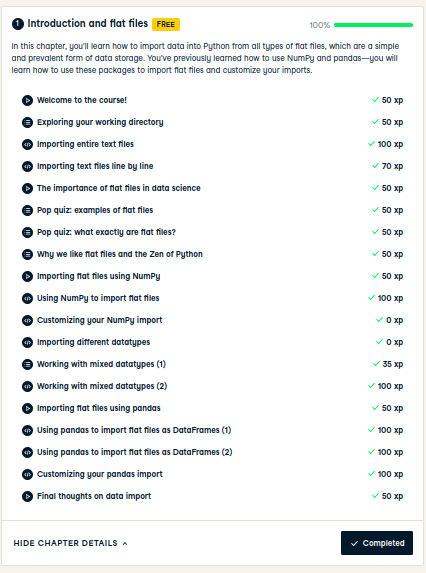 1 Introduction and flat files FREE 100%
In this chapter, you'll learn how to import data into Python from all types of flat files, which are a simple
and prevalent form of data storage. You've previously learned how to use NumPy and pandas—you will
learn how to use these packages to import flat files and customize your imports.
Welcome to the course! 50 xp
Exploring your working directory 50 xp
Importing entire text files 100 xp
Importing text files line by line 70 xp
The importance of flat files in data science 50 xp
Pop quiz: examples of flat files 50 xp
Pop quiz: what exactly are flat files? 50 xp
Why we like flat files and the Zen of Python 50 xp
Importing flat files using NumPy 50 xp
Using NumPy to import flat files 100 xp
Customizing your NumPy import 0 xp
Importing different datatypes 0 xp
Working with mixed datatypes (1) 35 xp
Working with mixed datatypes (2) 100 xp
Importing flat files using pandas 50 xp
Using pandas to import flat files as DataFrames (1) 100 xp
Using pandas to import flat files as DataFrames (2) 100 xp
Customizing your pandas import 100 xp
Final thoughts on data import 50 xp
HIDE CHAPTER DETAILS Completed